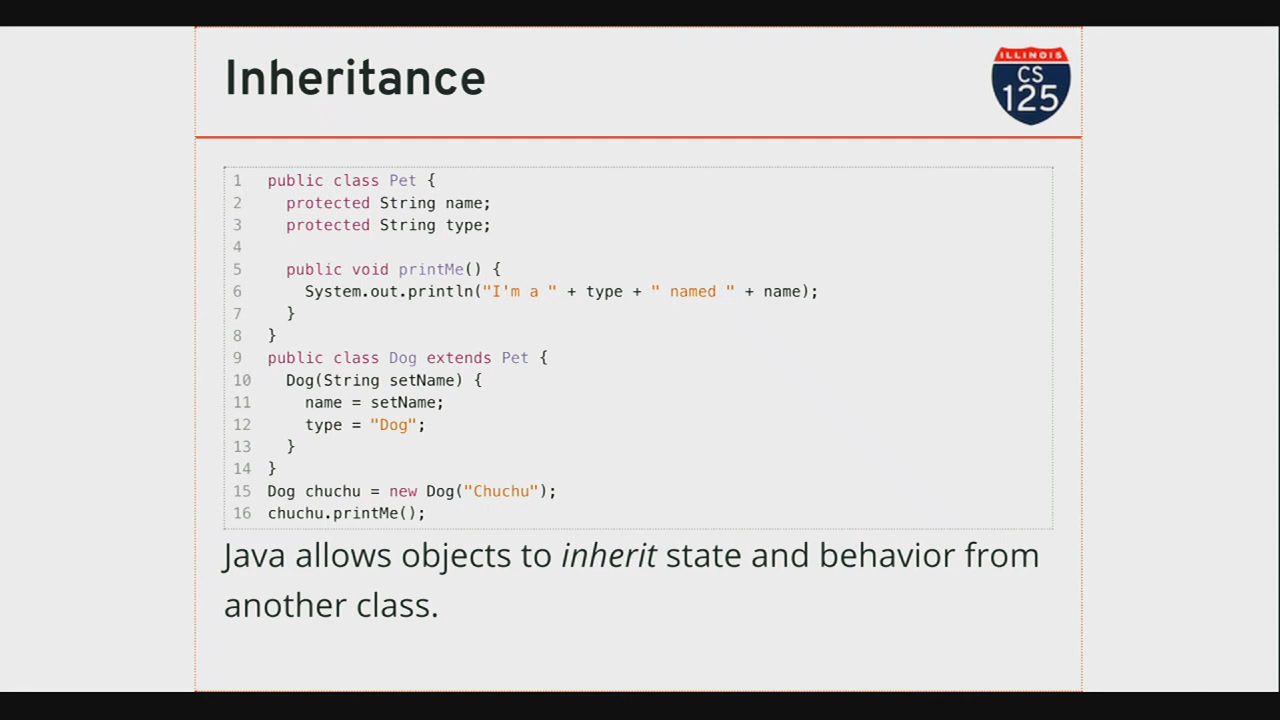 Inheritance
ILLINOIS
CS
125
1 public class Pet {
2   protected String name;
3   protected String type;
4
5   public void printMe() {
6     System.out.println("I'm a " + type + " named " + name);
7   }
8 }
9 public class Dog extends Pet {
10   Dog(String setName) {
11     name = setName;
12     type = "Dog";
13   }
14 }
15 Dog chuchu = new Dog("Chuchu");
16 chuchu.printMe();
Java allows objects to inherit state and behavior from
another class.